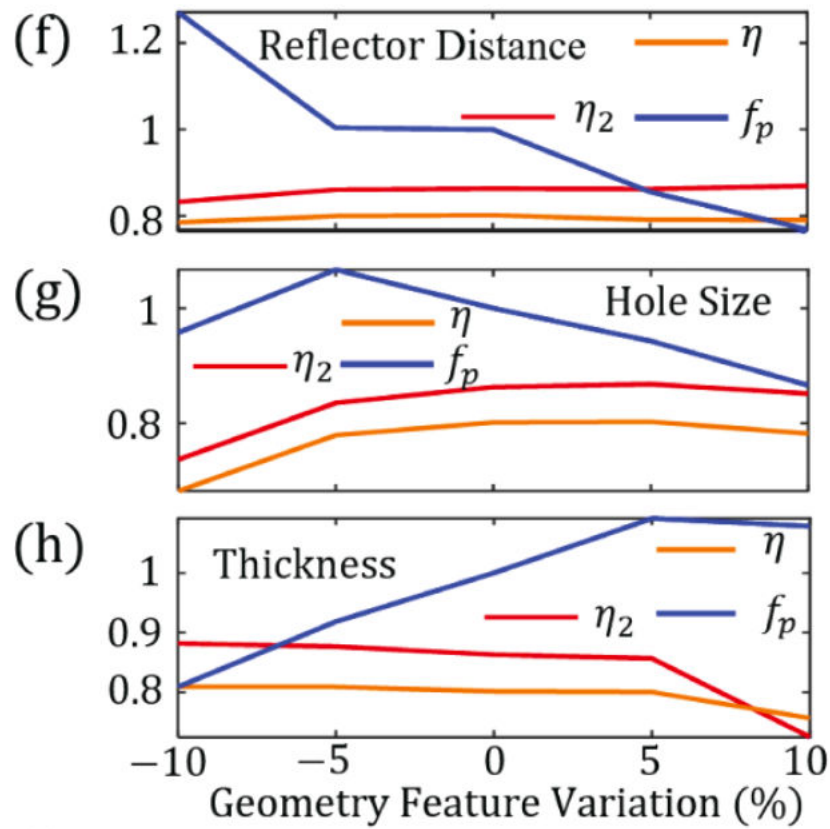 (f)
1.2
1
0.8
Reflector Distance
η
η₂
fₚ
(g)
1
0.8
Hole Size
η
η₂
fₚ
(h)
1
0.9
0.8
Thickness
η
η₂
fₚ
−10 −5 0 5 10
Geometry Feature Variation (%)